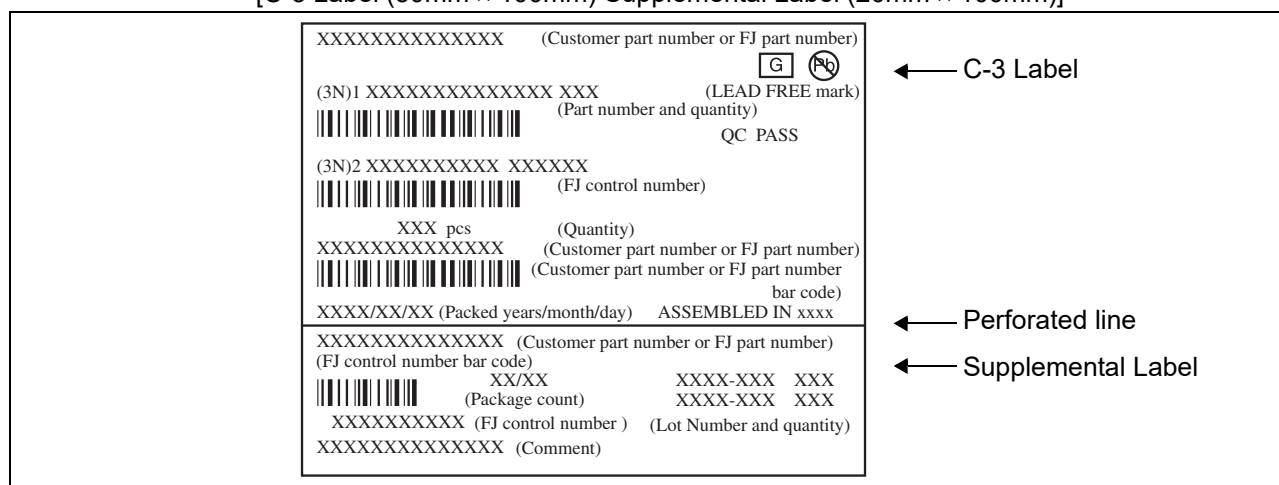 Label 100mm) Supplemental Label 100mm)]
XXXXXXXXXXXXXX (Customer part number or FJ part number)
G Pb
C-3 Label
(3N)1 XXXXXXXXXXXXXX XXX (LEAD FREE mark)
(Part number and quantity)
QC PASS
(3N)2 XXXXXXXXXX XXXXXX
(FJ control number)
XXX pcs (Quantity)
XXXXXXXXXXXXXX (Customer part number or FJ part number)
(Customer part number or FJ part number
bar code)
XXXX/XX/XX (Packed years/month/day) ASSEMBLED IN xxxx
Perforated line
XXXXXXXXXXXXXX (Customer part number or FJ part number)
(FJ control number bar code)
Supplemental Label
XX/XX XXXX-XXX XXX
(Package count) XXXX-XXX XXX
XXXXXXXXXX (FJ control number ) (Lot Number and quantity)
XXXXXXXXXXXXXX (Comment)